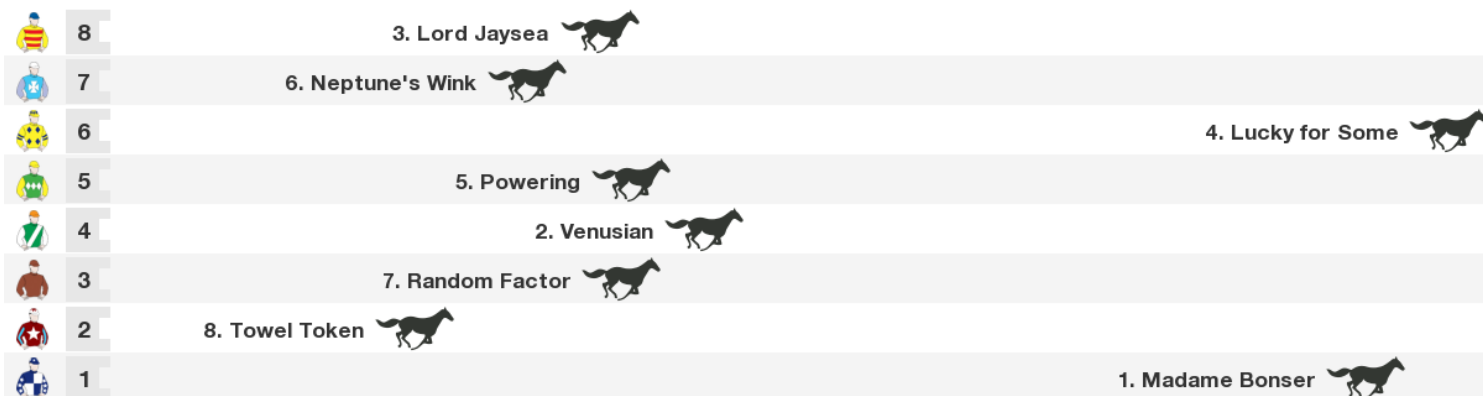 8 3. Lord Jaysea
7 6. Neptune's Wink
6 4. Lucky for Some
5 5. Powering
4 2. Venusian
3 7. Random Factor
2 8. Towel Token
1 1. Madame Bonser